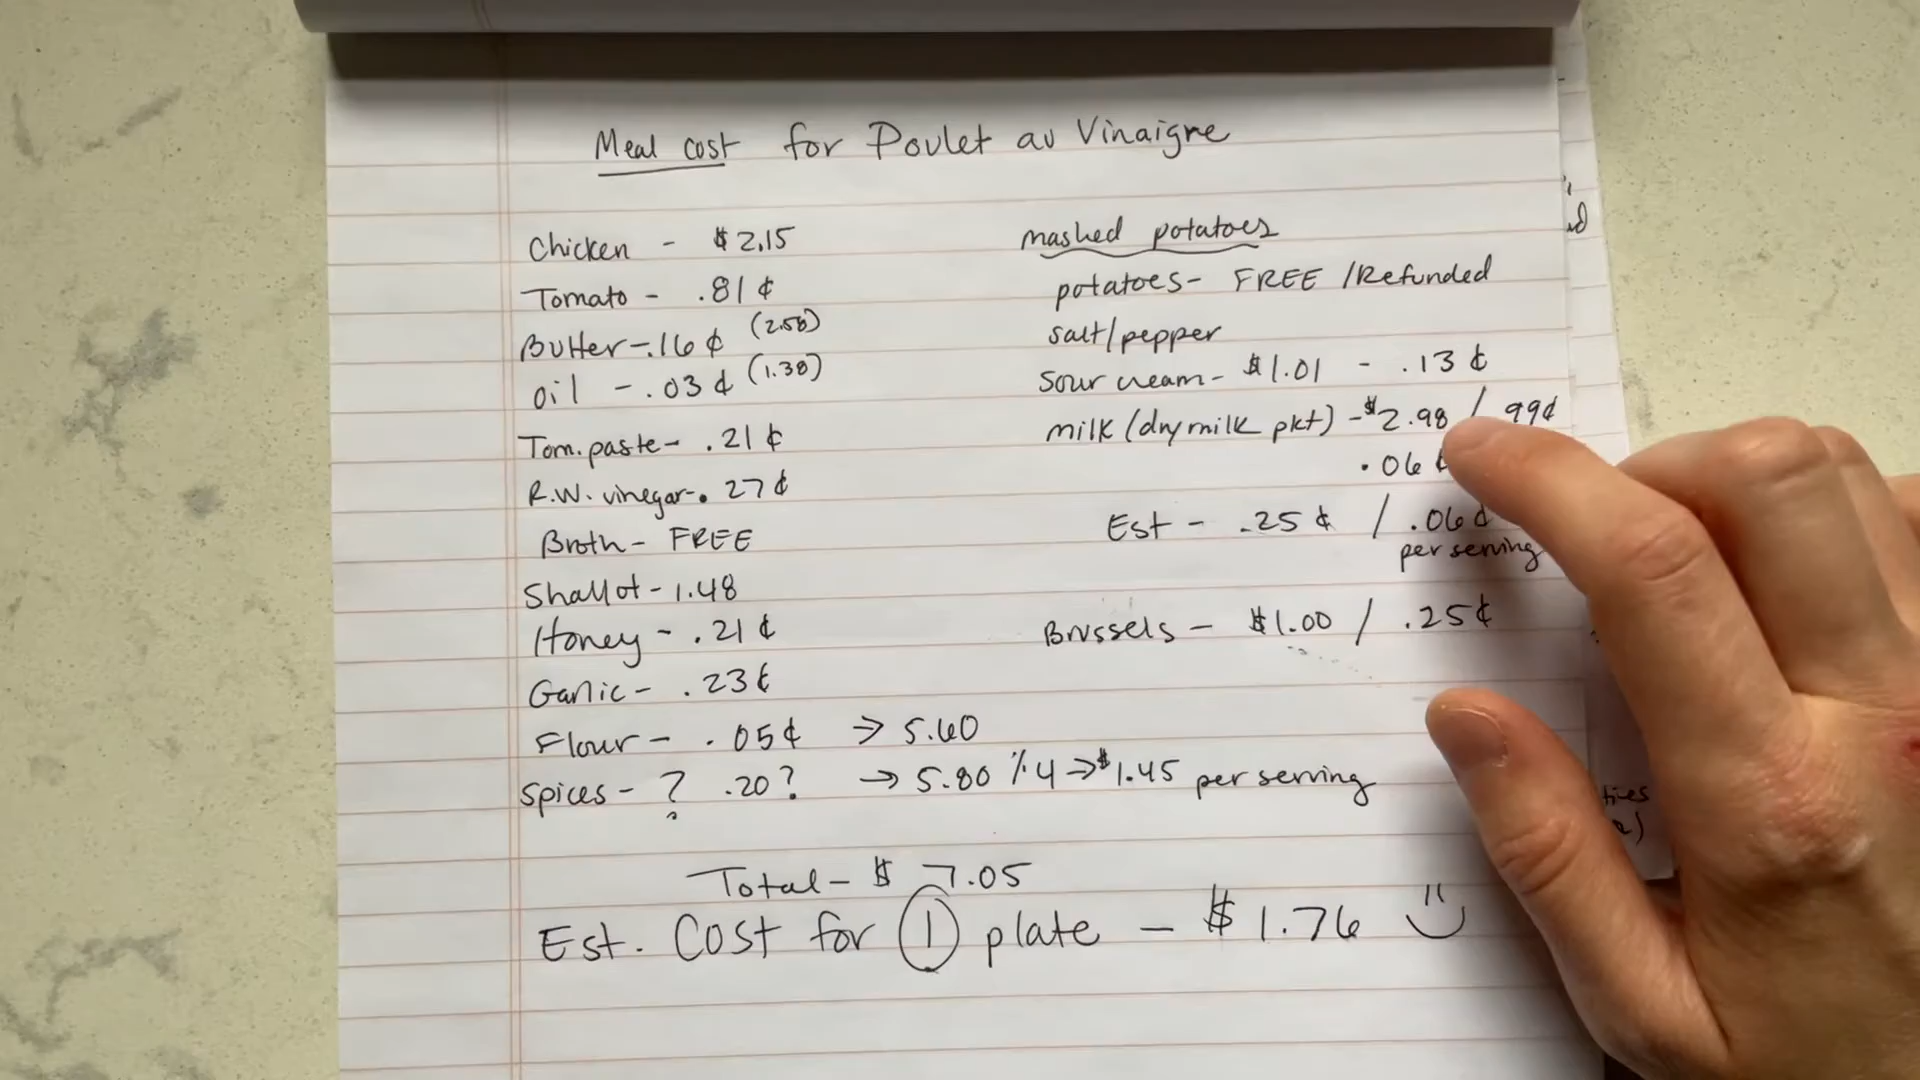 Meal cost for Poulet au Vinaigre
Chicken - $2.15
Tomato - .81¢
Butter - .16¢ (2.58)
oil - .03¢ (1.38)
Tom. paste - .21¢
R.W. vinegar - .27¢
Broth - FREE
Shallot - 1.48
Honey - .21¢
Garlic - .23¢
Flour - .05¢ → 5.60
Spices - ? .20? → 5.80 ٪4 → $1.45 per serving
mashed potatoes
potatoes - FREE /Refunded
salt/pepper
Sour cream - $1.01 - .13¢
milk (dry milk pkt) - $2.98 / 99¢
.06¢
Est - .25¢ / .06¢
per serving
Brussels - $1.00 / .25¢
Total - $ 7.05
Est. Cost for 1 plate - $1.76